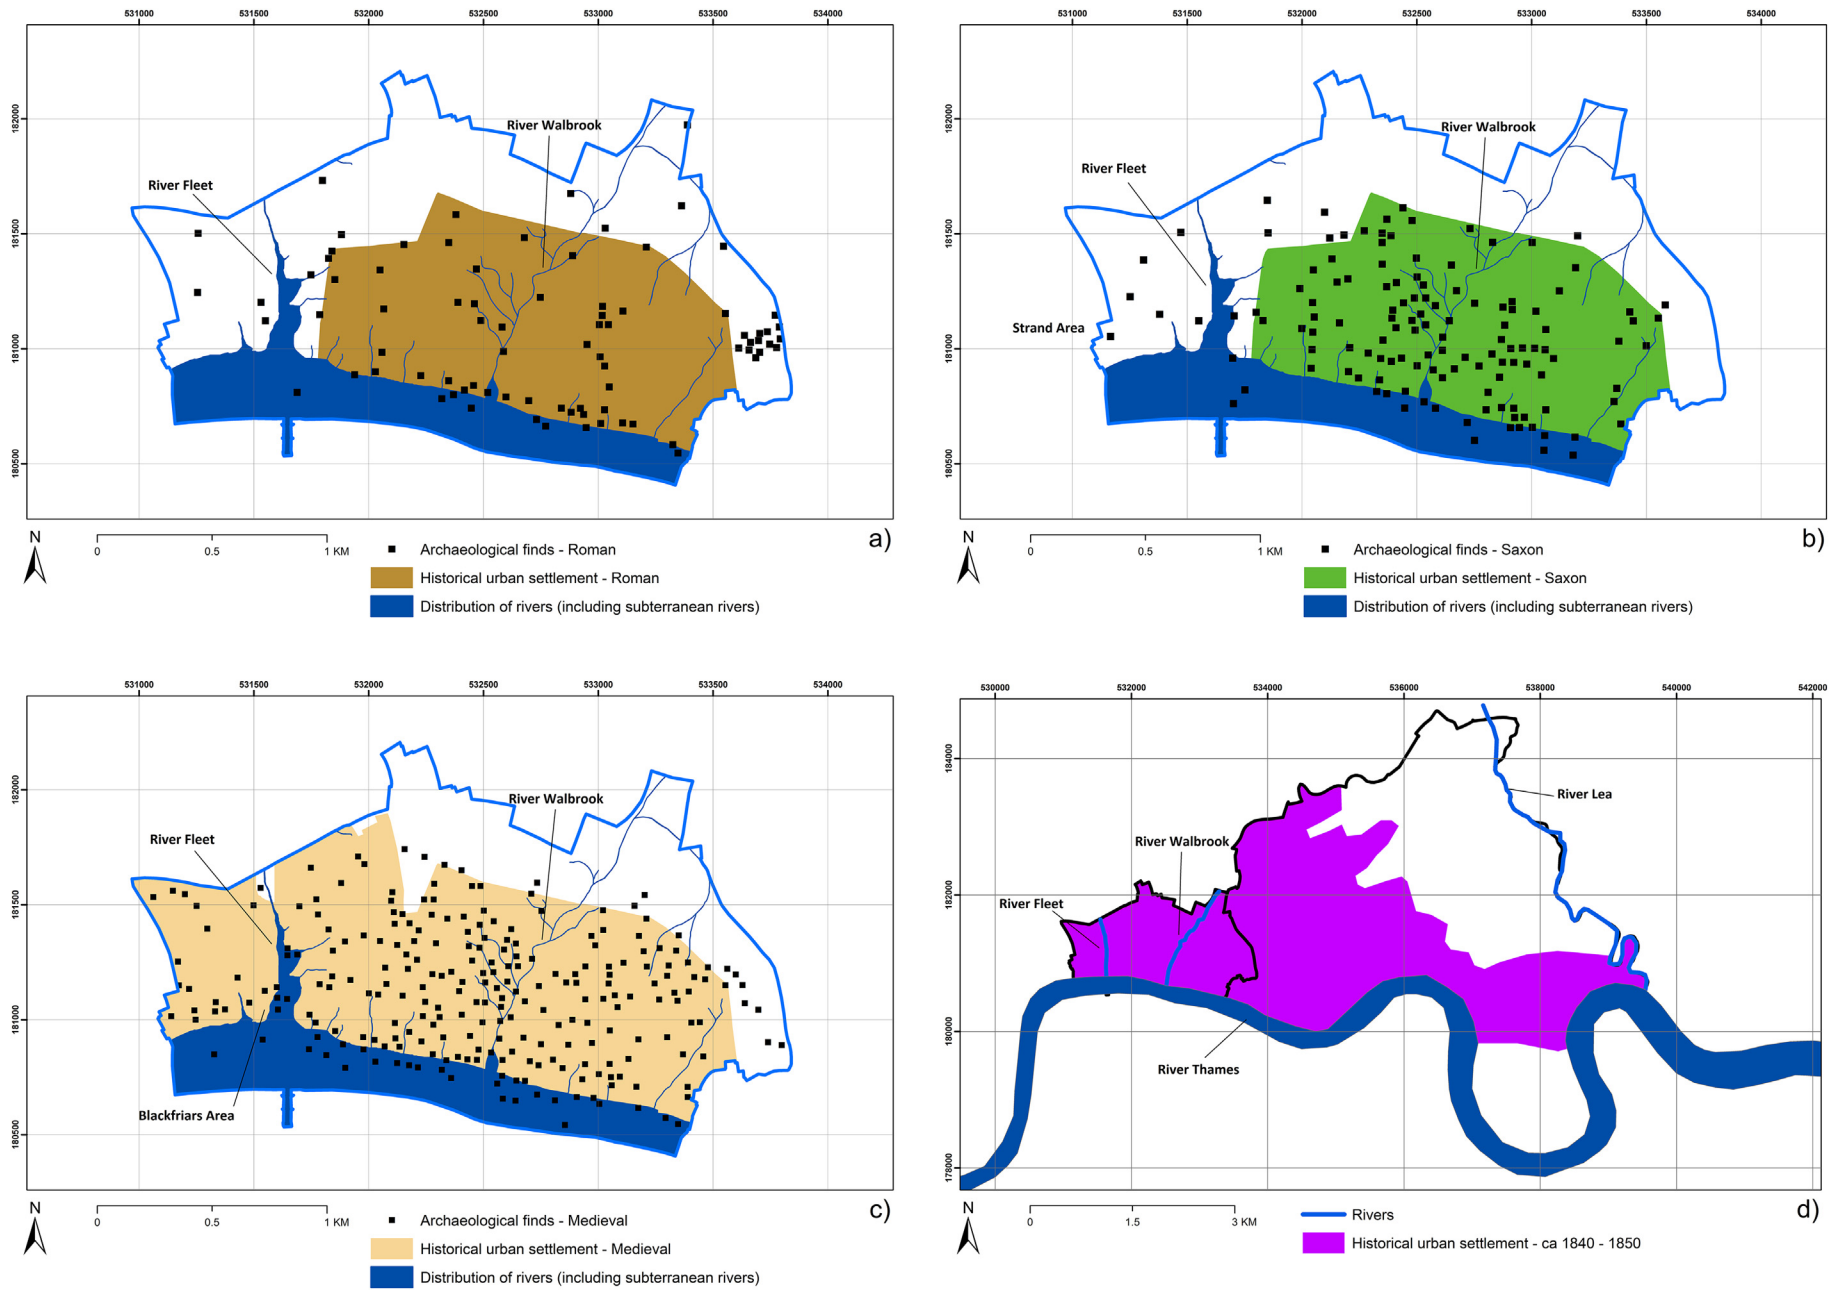 531000 531500 532000 532500 533000 533500 534000
182000
181500
181000
180500
River Walbrook
River Fleet
N
0 0.5 1 KM
a)
Archaeological finds - Roman
Historical urban settlement - Roman
Distribution of rivers (including subterranean rivers)
531000 531500 532000 532500 533000 533500 534000
182000
181500
181000
180500
River Walbrook
River Fleet
Strand Area
N
0 0.5 1 KM
b)
Archaeological finds - Saxon
Historical urban settlement - Saxon
Distribution of rivers (including subterranean rivers)
531000 531500 532000 532500 533000 533500 534000
182000
181500
181000
180500
River Walbrook
River Fleet
Blackfriars Area
N
0 0.5 1 KM
c)
Archaeological finds - Medieval
Historical urban settlement - Medieval
Distribution of rivers (including subterranean rivers)
530000 532000 534000 536000 538000 540000 542000
184000
182000
180000
178000
River Lea
River Walbrook
River Fleet
River Thames
N
0 1.5 3 KM
d)
Rivers
Historical urban settlement - ca 1840 - 1850